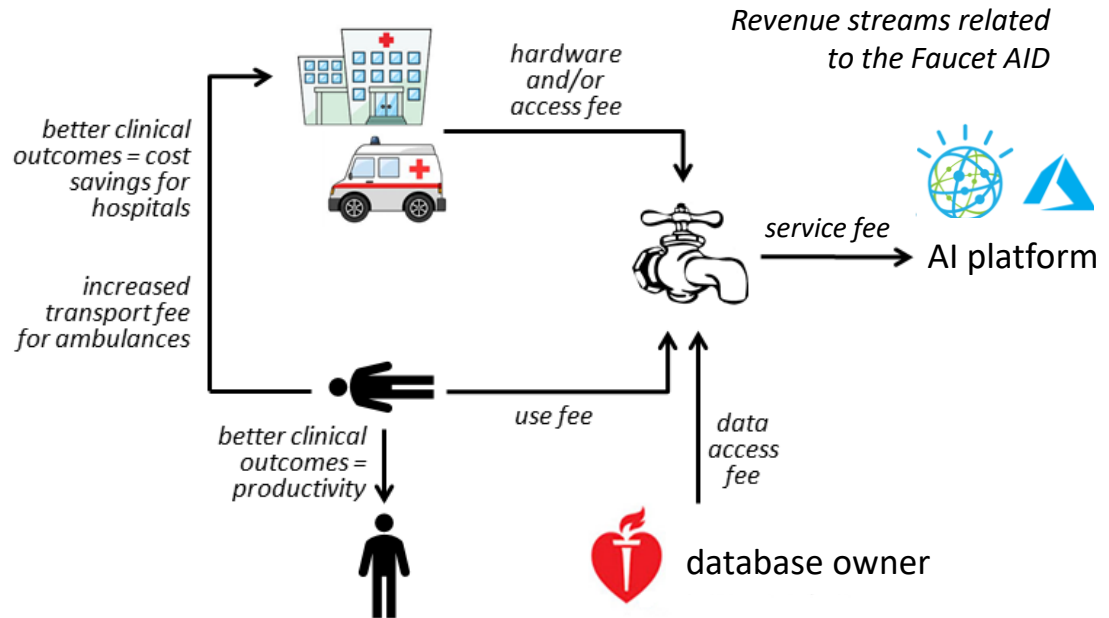 Revenue streams related
to the Faucet AID
hardware
and/or
access fee
better clinical
outcomes = cost
savings for
hospitals
service fee
AI platform
increased
transport fee
for ambulances
use fee
better clinical
outcomes =
productivity
data
access
fee
database owner